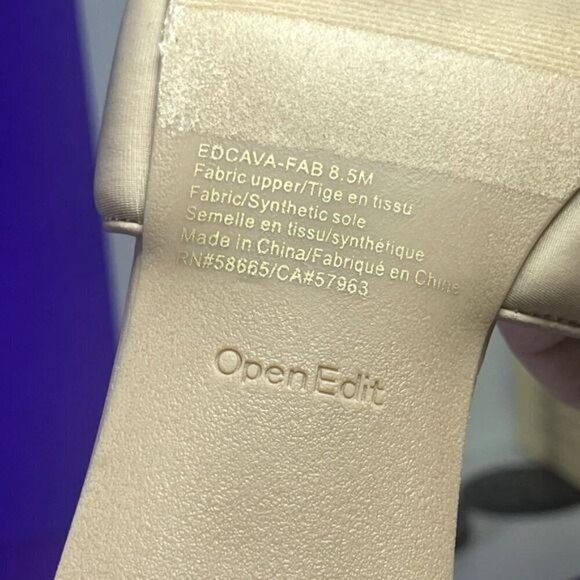 EDCAVA-FAB 8.5M
Fabric upper/Tige en tissu
Fabric/Synthetic sole
Semelle en tissu/synthétique
Made in China/Fabriqué en Chine
RN#58665/CA#57963
Open Edit